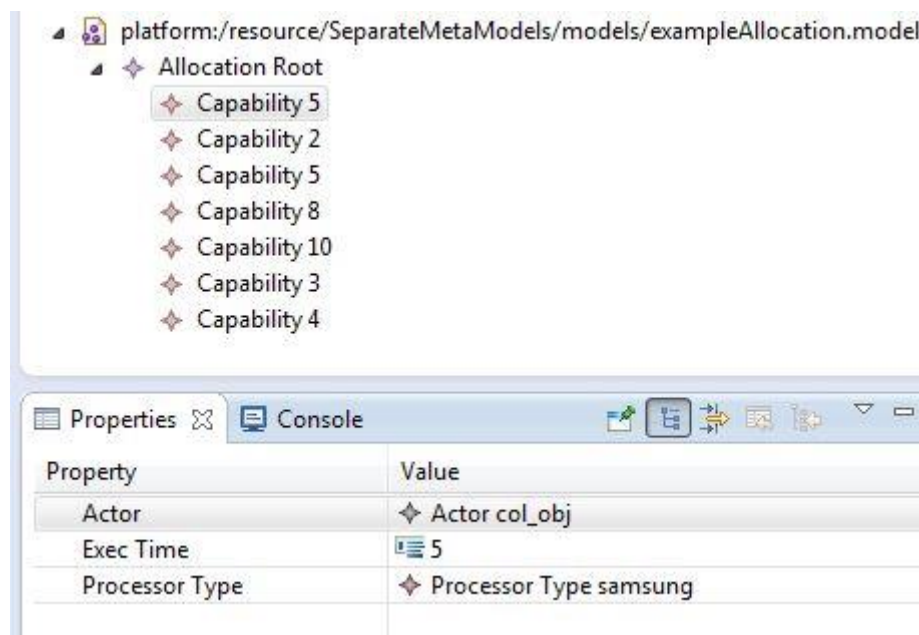 platform:/resource/SeparateMetaModels/models/exampleAllocation.model
Allocation Root
Capability 5
Capability 2
Capability 5
Capability 8
Capability 10
Capability 3
Capability 4
Properties Console
Property Value
Actor Actor col_obj
Exec Time 5
Processor Type Processor Type samsung